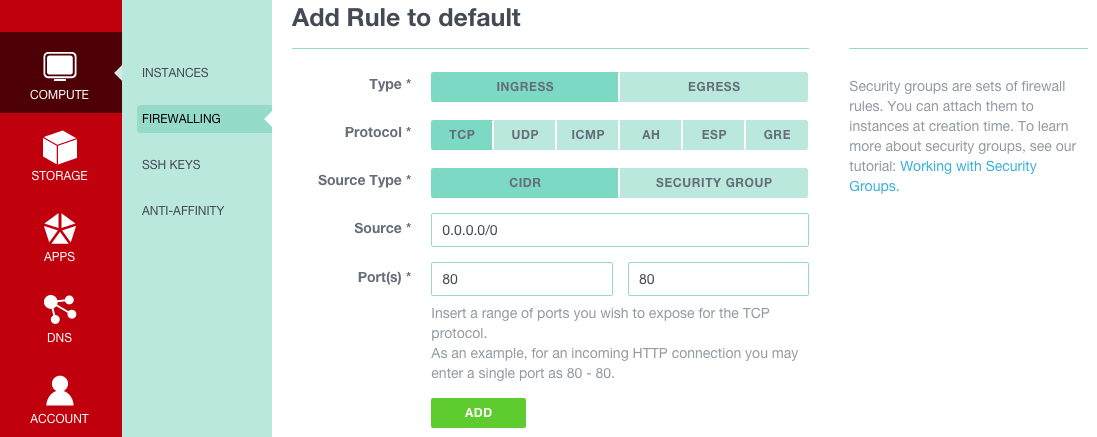 Add Rule to default
COMPUTE
STORAGE
APPS
DNS
ACCOUNT
INSTANCES
FIREWALLING
SSH KEYS
ANTI-AFFINITY
Type * INGRESS EGRESS
Protocol * TCP UDP ICMP AH ESP GRE
Source Type * CIDR SECURITY GROUP
Source * 0.0.0.0/0
Port(s) * 80 80
Insert a range of ports you wish to expose for the TCP
protocol.
As an example, for an incoming HTTP connection you may
enter a single port as 80 - 80.
ADD
Security groups are sets of firewall
rules. You can attach them to
instances at creation time. To learn
more about security groups, see our
tutorial: Working with Security
Groups.